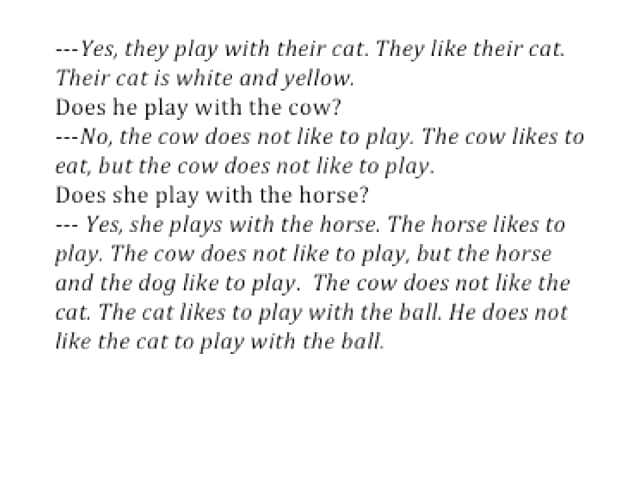 ---Yes, they play with their cat. They like their cat.
Their cat is white and yellow.
Does he play with the cow?
---No, the cow does not like to play. The cow likes to
eat, but the cow does not like to play.
Does she play with the horse?
--- Yes, she plays with the horse. The horse likes to
play. The cow does not like to play, but the horse
and the dog like to play.  The cow does not like the
cat. The cat likes to play with the ball. He does not
like the cat to play with the ball.